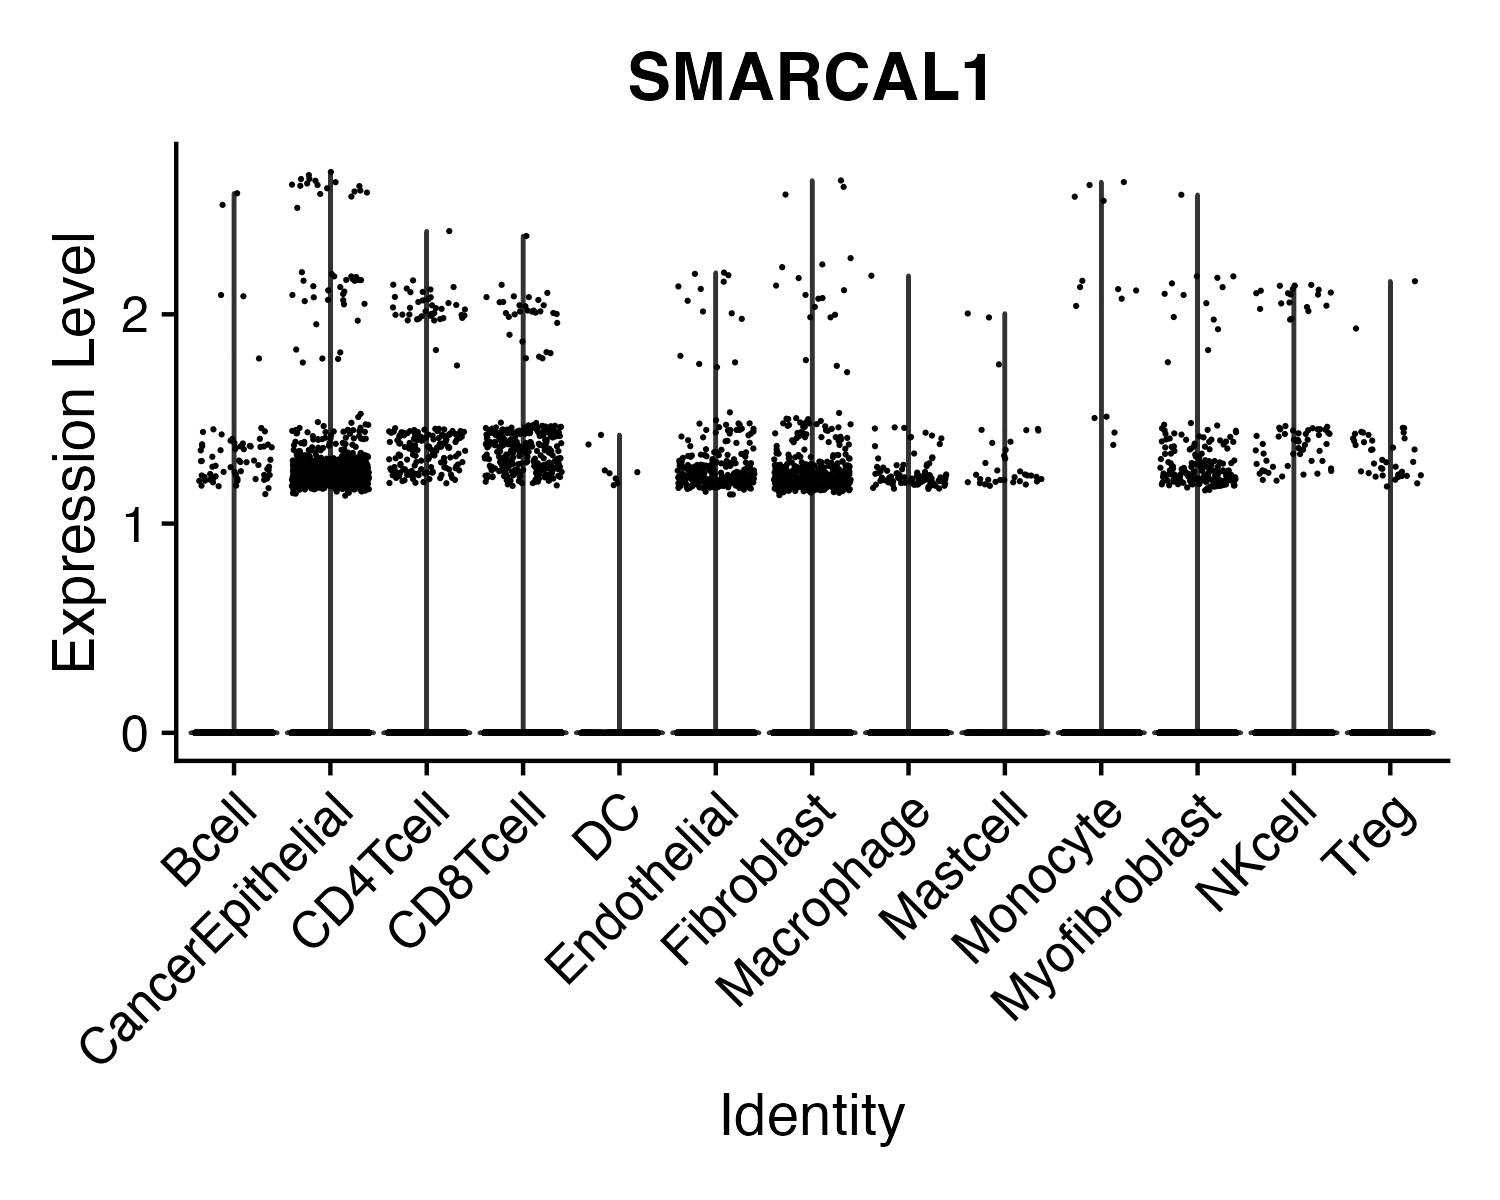 SMARCAL1
Expression Level
2
1
0
Bcell
CancerEpithelial
CD4Tcell
CD8Tcell
DC
Endothelial
Fibroblast
Macrophage
Mastcell
Monocyte
Myofibroblast
NKcell
Treg
Identity